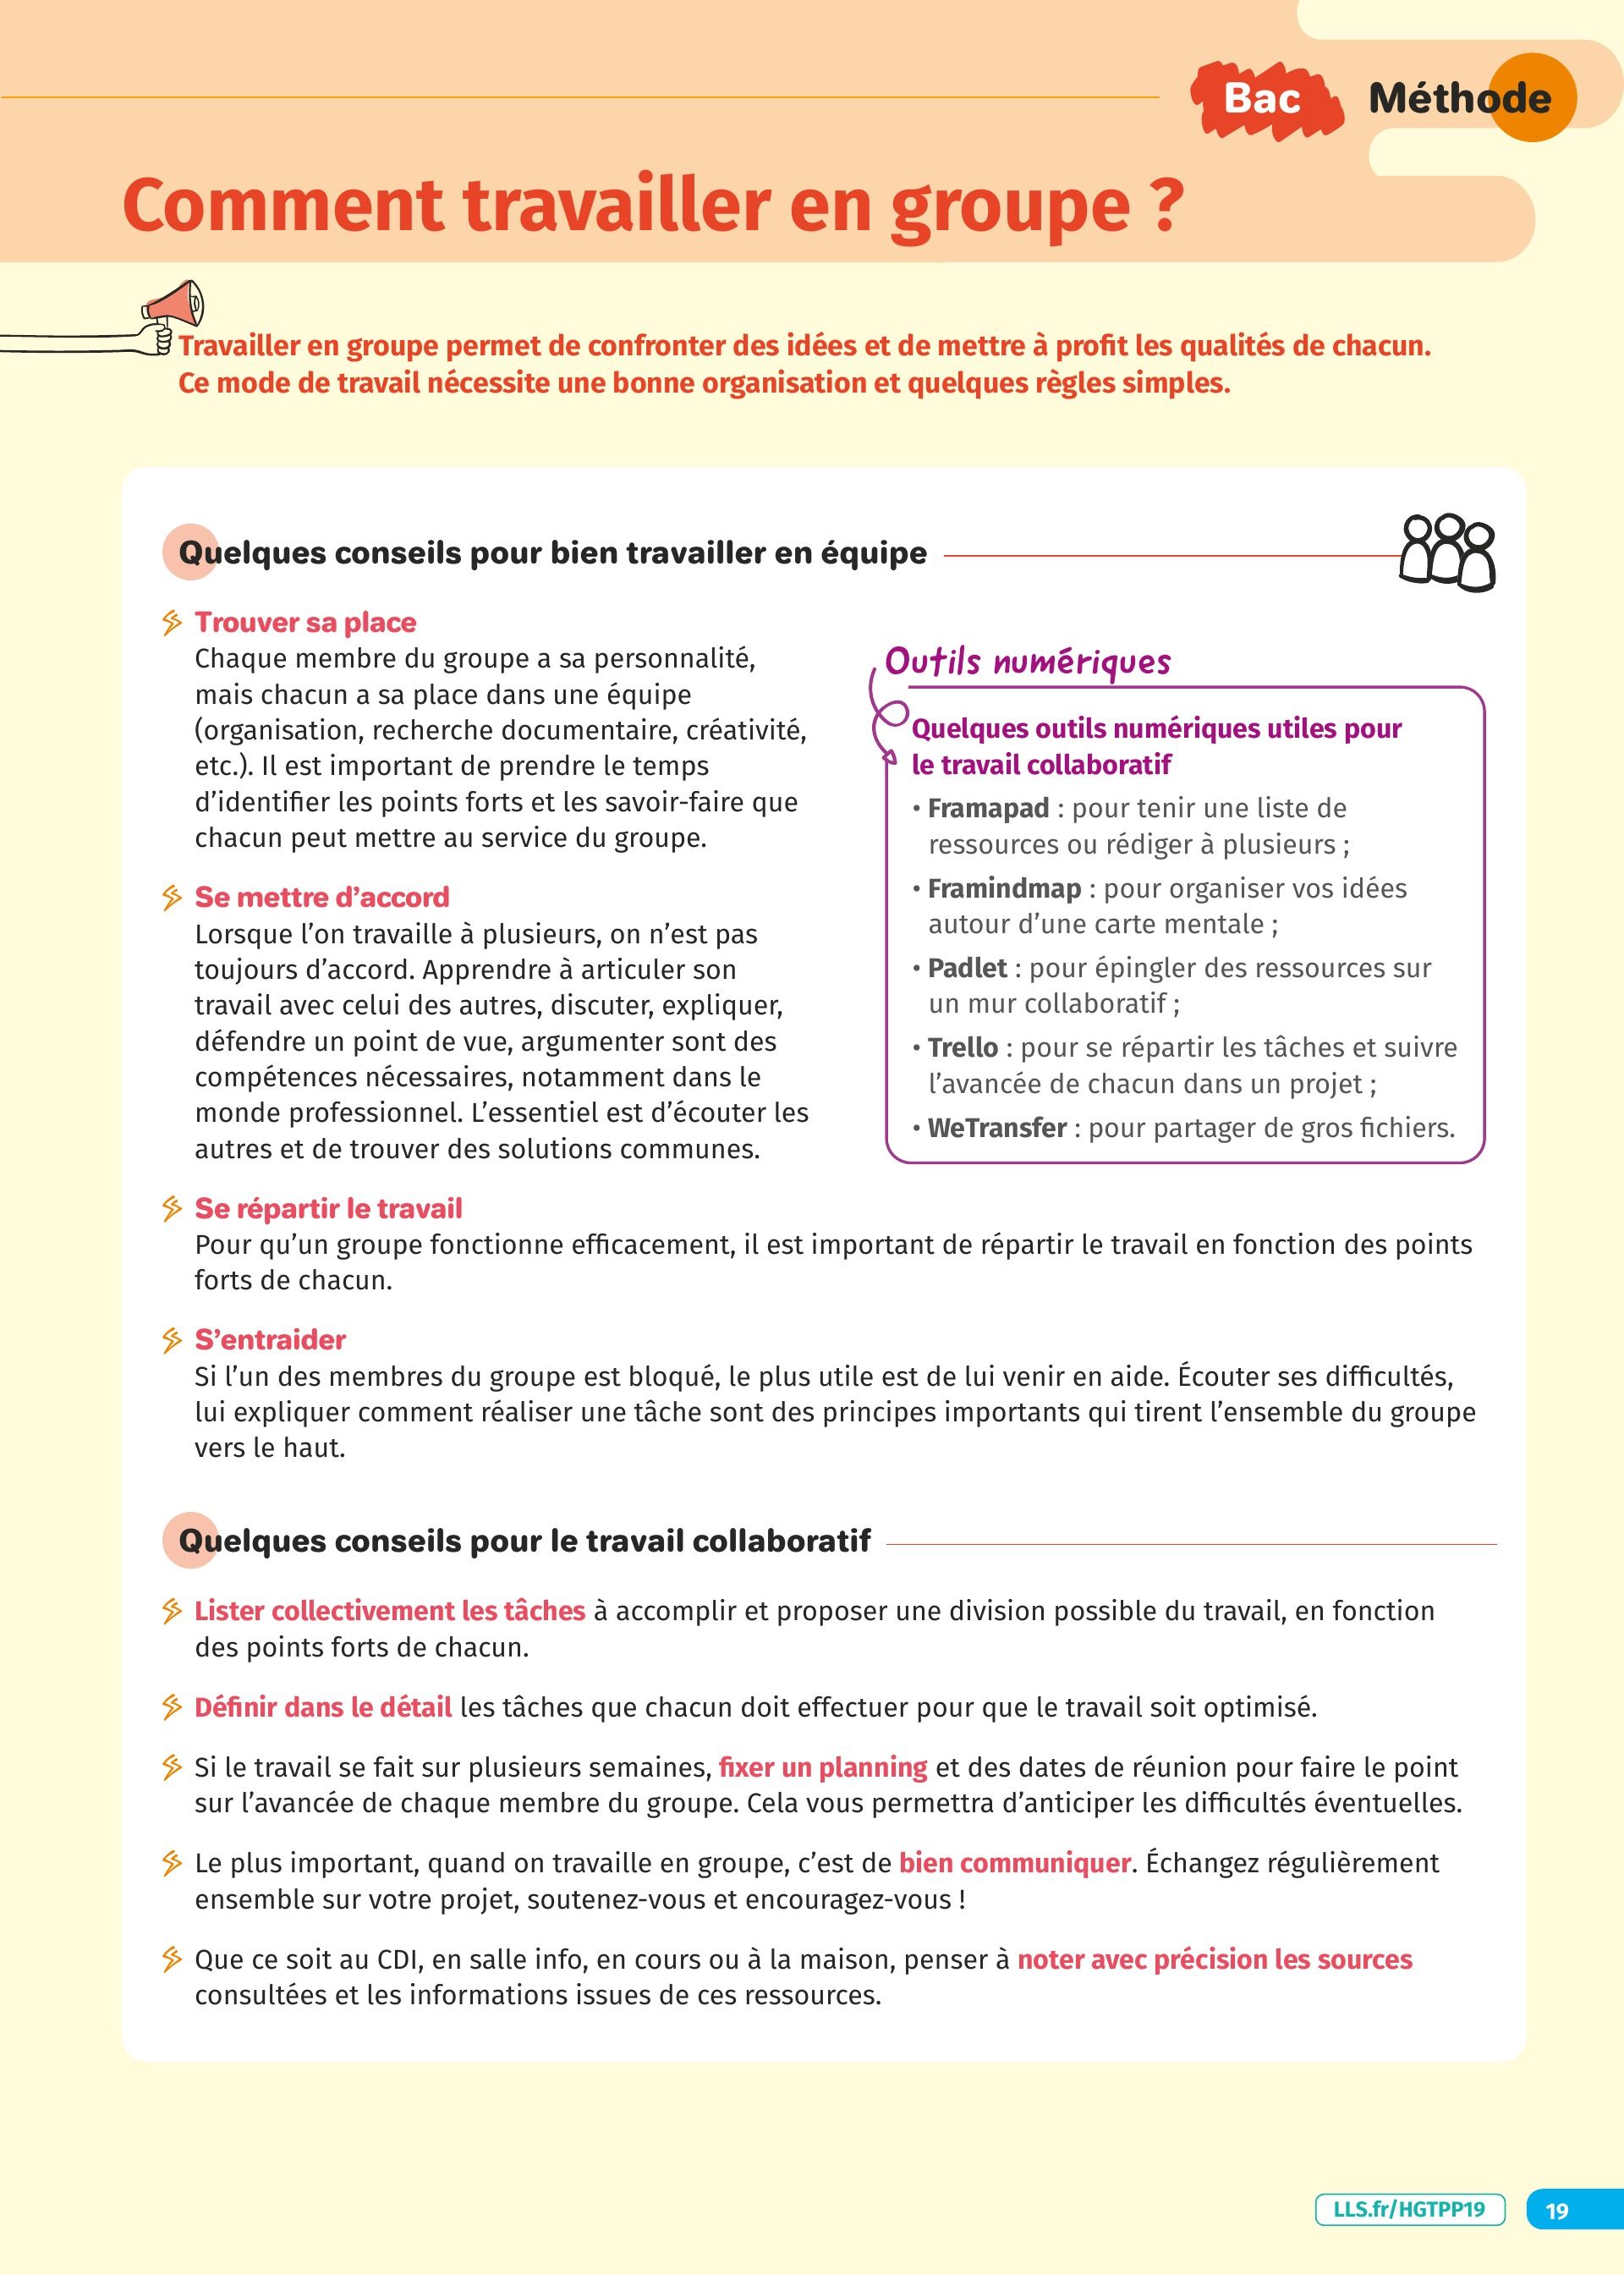 Bac Méthode
Comment travailler en groupe ?
Travailler en groupe permet de confronter des idées et de mettre à profit les qualités de chacun.
Ce mode de travail nécessite une bonne organisation et quelques règles simples.
Quelques conseils pour bien travailler en équipe
Trouver sa place
Chaque membre du groupe a sa personnalité,
mais chacun a sa place dans une équipe
(organisation, recherche documentaire, créativité,
etc.). Il est important de prendre le temps
d’identifier les points forts et les savoir-faire que
chacun peut mettre au service du groupe.
Se mettre d’accord
Lorsque l’on travaille à plusieurs, on n’est pas
toujours d’accord. Apprendre à articuler son
travail avec celui des autres, discuter, expliquer,
défendre un point de vue, argumenter sont des
compétences nécessaires, notamment dans le
monde professionnel. L’essentiel est d’écouter les
autres et de trouver des solutions communes.
Outils numériques
Quelques outils numériques utiles pour
le travail collaboratif
• Framapad : pour tenir une liste de
ressources ou rédiger à plusieurs ;
• Framindmap : pour organiser vos idées
autour d’une carte mentale ;
• Padlet : pour épingler des ressources sur
un mur collaboratif ;
• Trello : pour se répartir les tâches et suivre
l’avancée de chacun dans un projet ;
• WeTransfer : pour partager de gros fichiers.
Se répartir le travail
Pour qu’un groupe fonctionne efficacement, il est important de répartir le travail en fonction des points
forts de chacun.
S’entraider
Si l’un des membres du groupe est bloqué, le plus utile est de lui venir en aide. Écouter ses difficultés,
lui expliquer comment réaliser une tâche sont des principes importants qui tirent l’ensemble du groupe
vers le haut.
Quelques conseils pour le travail collaboratif
Lister collectivement les tâches à accomplir et proposer une division possible du travail, en fonction
des points forts de chacun.
Définir dans le détail les tâches que chacun doit effectuer pour que le travail soit optimisé.
Si le travail se fait sur plusieurs semaines, fixer un planning et des dates de réunion pour faire le point
sur l’avancée de chaque membre du groupe. Cela vous permettra d’anticiper les difficultés éventuelles.
Le plus important, quand on travaille en groupe, c’est de bien communiquer. Échangez régulièrement
ensemble sur votre projet, soutenez-vous et encouragez-vous !
Que ce soit au CDI, en salle info, en cours ou à la maison, penser à noter avec précision les sources
consultées et les informations issues de ces ressources.
LLS.fr/HGTPP19
19